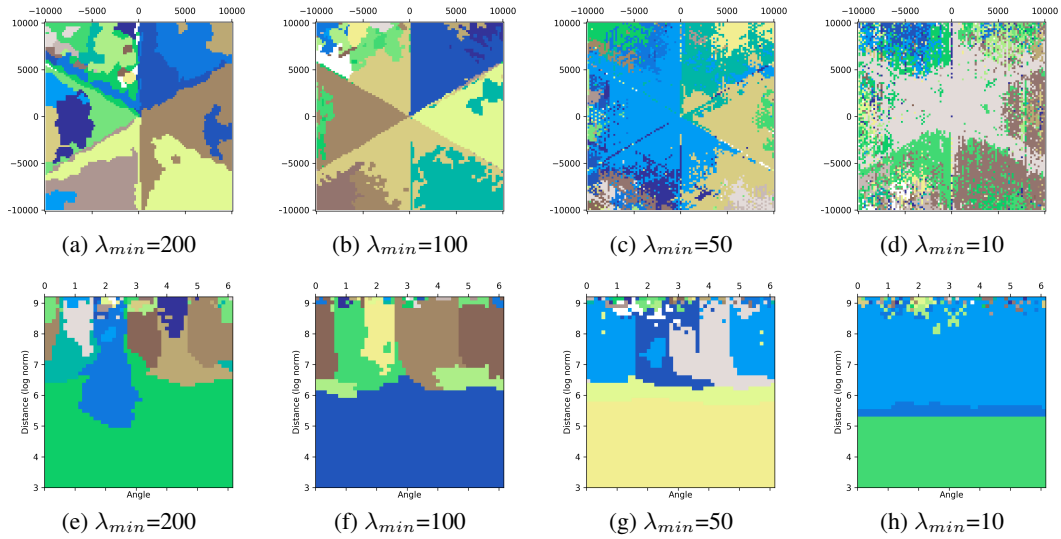 −10000 −5000 0 5000 10000 −10000 −5000 0 5000 10000 −10000 −5000 0 5000 10000 −10000 −5000 0 5000 10000
10000 10000 10000 10000
5000 5000 5000 5000
0 0 0 0
−5000 −5000 −5000 −5000
−10000 −10000 −10000 −10000
(a) λmin=200 (b) λmin=100 (c) λmin=50 (d) λmin=10
0 1 2 3 4 5 6 0 1 2 3 4 5 6 0 1 2 3 4 5 6 0 1 2 3 4 5 6
9 9 9 9
8 8 8 8
7 7 7 7
Distance (log norm) Distance (log norm) Distance (log norm) Distance (log norm)
6 6 6 6
5 5 5 5
4 4 4 4
3 3 3 3
Angle Angle Angle Angle
(e) λmin=200 (f) λmin=100 (g) λmin=50 (h) λmin=10